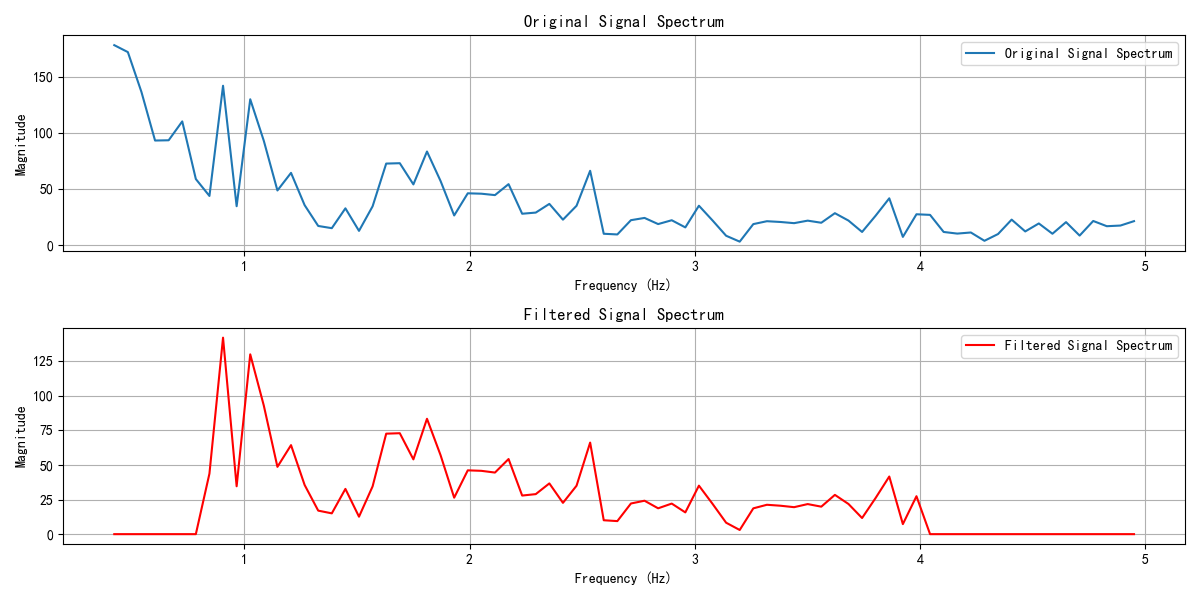 Original Signal Spectrum
Original Signal Spectrum
150
100
50
0
Magnitude
1 2 3 4 5
Frequency (Hz)
Filtered Signal Spectrum
Filtered Signal Spectrum
125
100
75
50
25
0
Magnitude
1 2 3 4 5
Frequency (Hz)